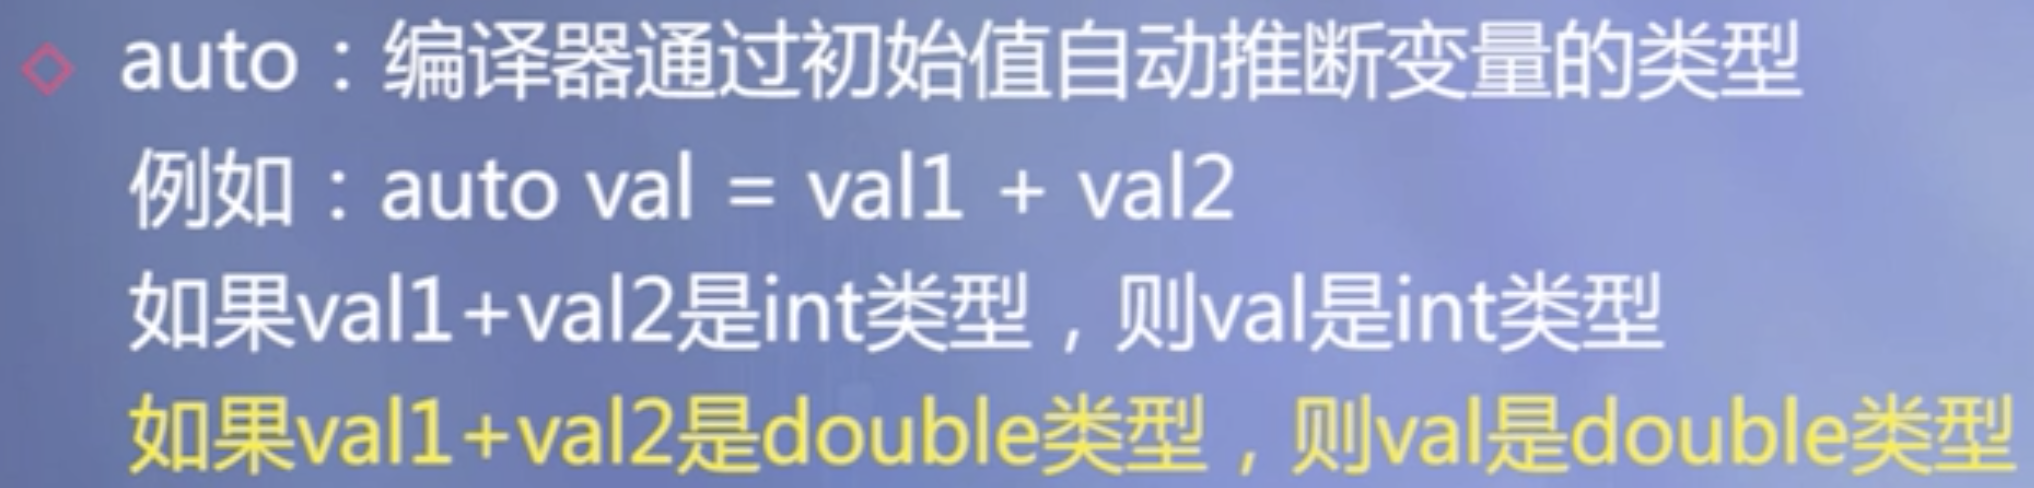 auto：编译器通过初始值自动推断变量的类型
例如：auto val = val1 + val2
如果val1+val2是int类型，则val是int类型
如果val1+val2是double类型，则val是double类型